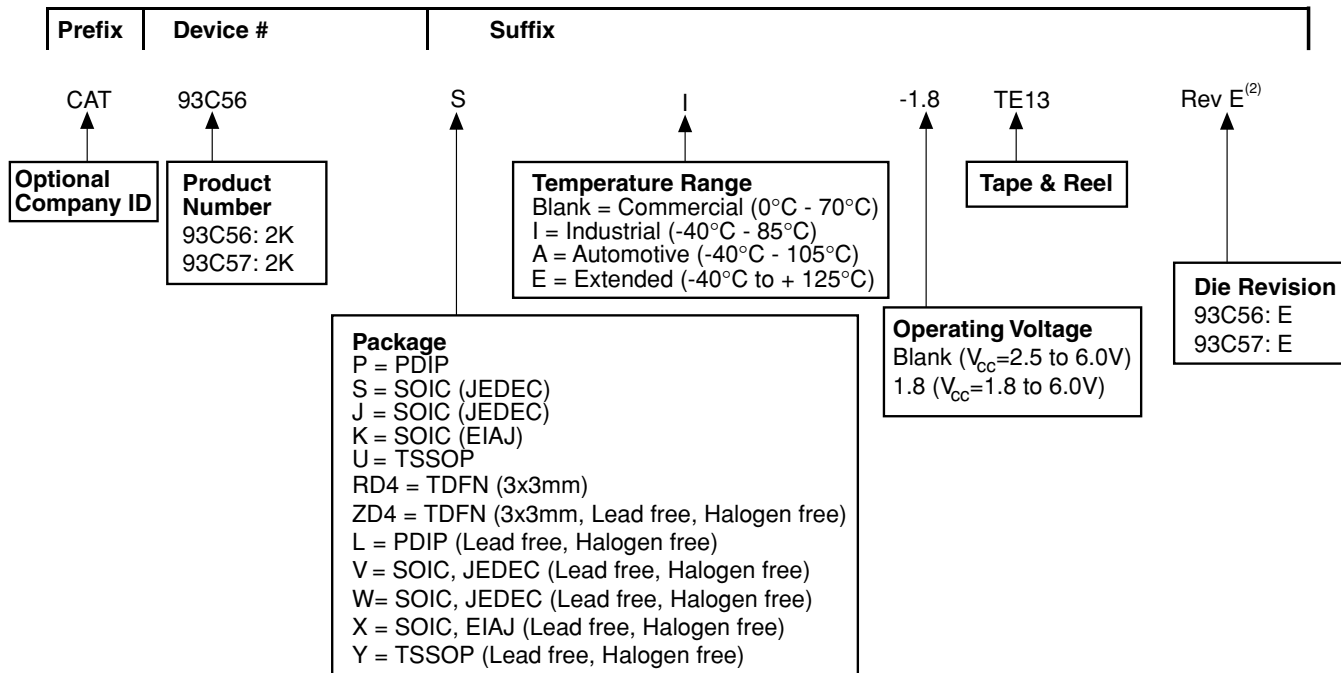 Prefix Device # Suffix
CAT 93C56 S I -1.8 TE13 Rev E(2)
Optional
Company ID
Product
Number
93C56: 2K
93C57: 2K
Temperature Range
Blank = Commercial (0°C - 70°C)
I = Industrial (-40°C - 85°C)
A = Automotive (-40°C - 105°C)
E = Extended (-40°C to + 125°C)
Tape & Reel
Die Revision
93C56: E
93C57: E
Package
P = PDIP
S = SOIC (JEDEC)
J = SOIC (JEDEC)
K = SOIC (EIAJ)
U = TSSOP
RD4 = TDFN (3x3mm)
ZD4 = TDFN (3x3mm, Lead free, Halogen free)
L = PDIP (Lead free, Halogen free)
V = SOIC, JEDEC (Lead free, Halogen free)
W= SOIC, JEDEC (Lead free, Halogen free)
X = SOIC, EIAJ (Lead free, Halogen free)
Y = TSSOP (Lead free, Halogen free)
Operating Voltage
Blank (Vcc=2.5 to 6.0V)
1.8 (Vcc=1.8 to 6.0V)